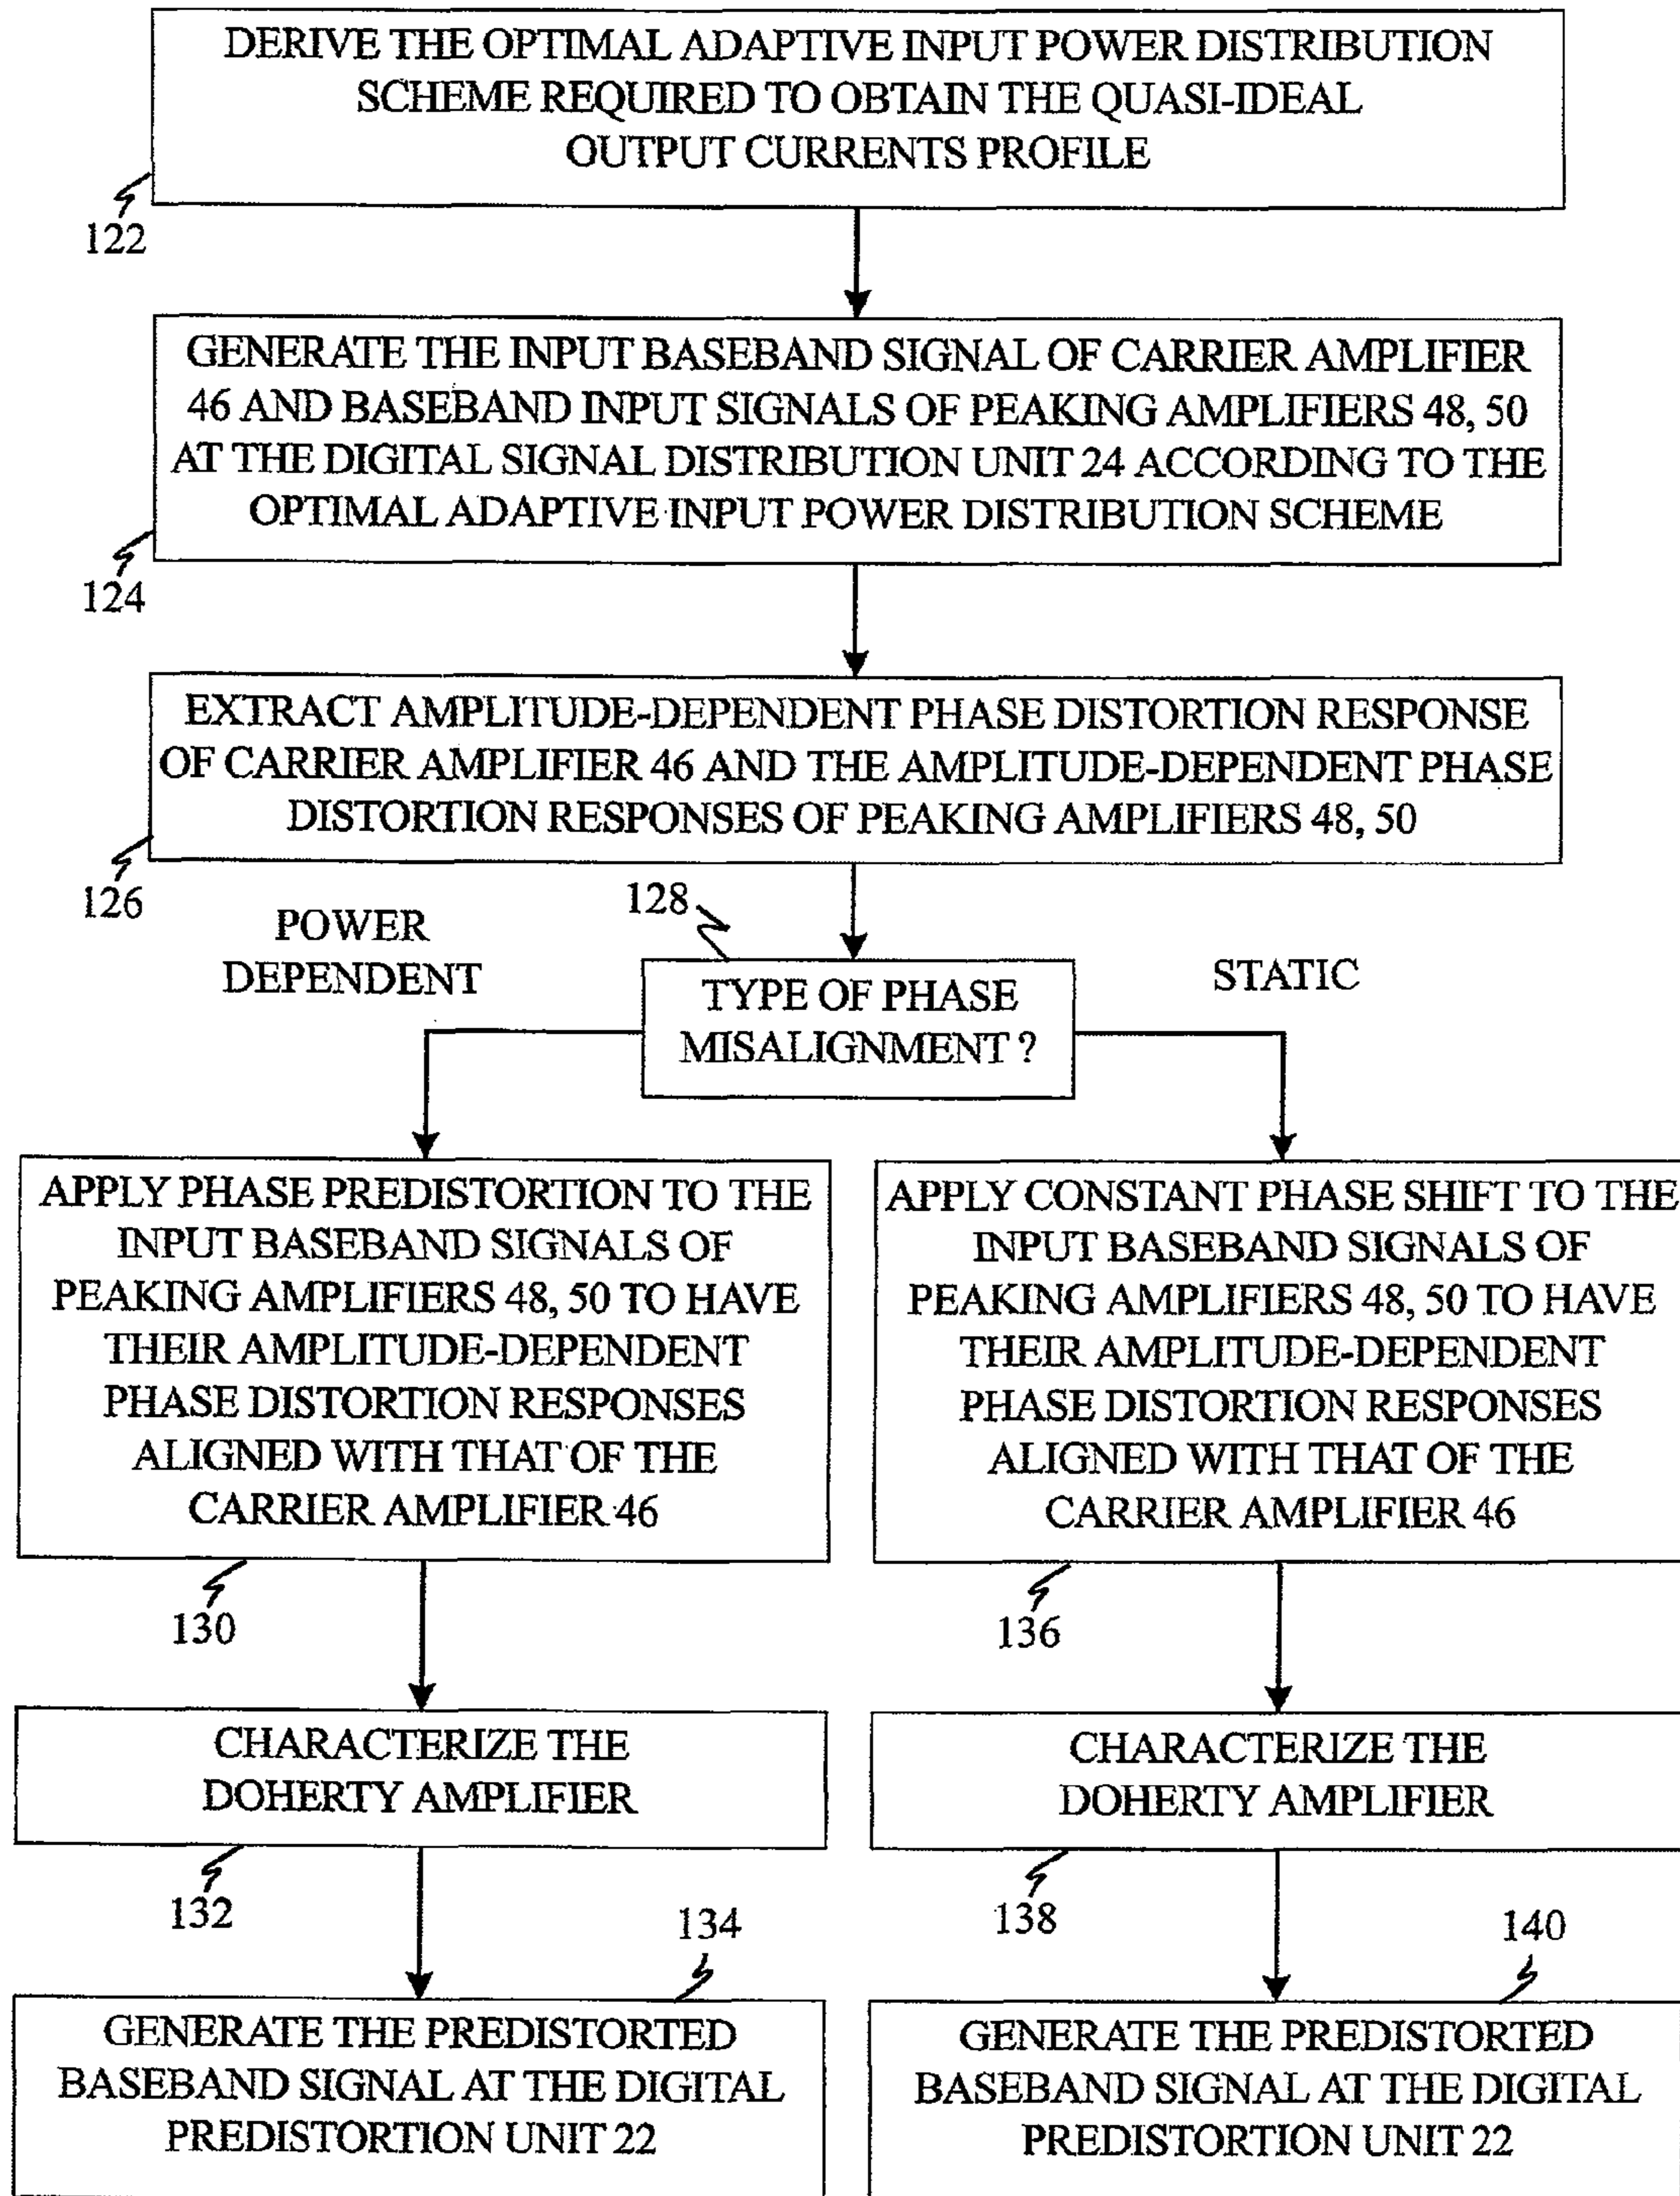 DERIVE THE OPTIMAL ADAPTIVE INPUT POWER DISTRIBUTION
SCHEME REQUIRED TO OBTAIN THE QUASI-IDEAL
OUTPUT CURRENTS PROFILE
122
GENERATE THE INPUT BASEBAND SIGNAL OF CARRIER AMPLIFIER
46 AND BASEBAND INPUT SIGNALS OF PEAKING AMPLIFIERS 48, 50
AT THE DIGITAL SIGNAL DISTRIBUTION UNIT 24 ACCORDING TO THE
OPTIMAL ADAPTIVE INPUT POWER DISTRIBUTION SCHEME
124
EXTRACT AMPLITUDE-DEPENDENT PHASE DISTORTION RESPONSE
OF CARRIER AMPLIFIER 46 AND THE AMPLITUDE-DEPENDENT PHASE
DISTORTION RESPONSES OF PEAKING AMPLIFIERS 48, 50
126
128
POWER
DEPENDENT
STATIC
TYPE OF PHASE
MISALIGNMENT ?
APPLY PHASE PREDISTORTION TO THE
INPUT BASEBAND SIGNALS OF
PEAKING AMPLIFIERS 48, 50 TO HAVE
THEIR AMPLITUDE-DEPENDENT
PHASE DISTORTION RESPONSES
ALIGNED WITH THAT OF THE
CARRIER AMPLIFIER 46
130
APPLY CONSTANT PHASE SHIFT TO THE
INPUT BASEBAND SIGNALS OF
PEAKING AMPLIFIERS 48, 50 TO HAVE
THEIR AMPLITUDE-DEPENDENT
PHASE DISTORTION RESPONSES
ALIGNED WITH THAT OF THE
CARRIER AMPLIFIER 46
136
CHARACTERIZE THE
DOHERTY AMPLIFIER
132
CHARACTERIZE THE
DOHERTY AMPLIFIER
138
134
GENERATE THE PREDISTORTED
BASEBAND SIGNAL AT THE DIGITAL
PREDISTORTION UNIT 22
140
GENERATE THE PREDISTORTED
BASEBAND SIGNAL AT THE DIGITAL
PREDISTORTION UNIT 22